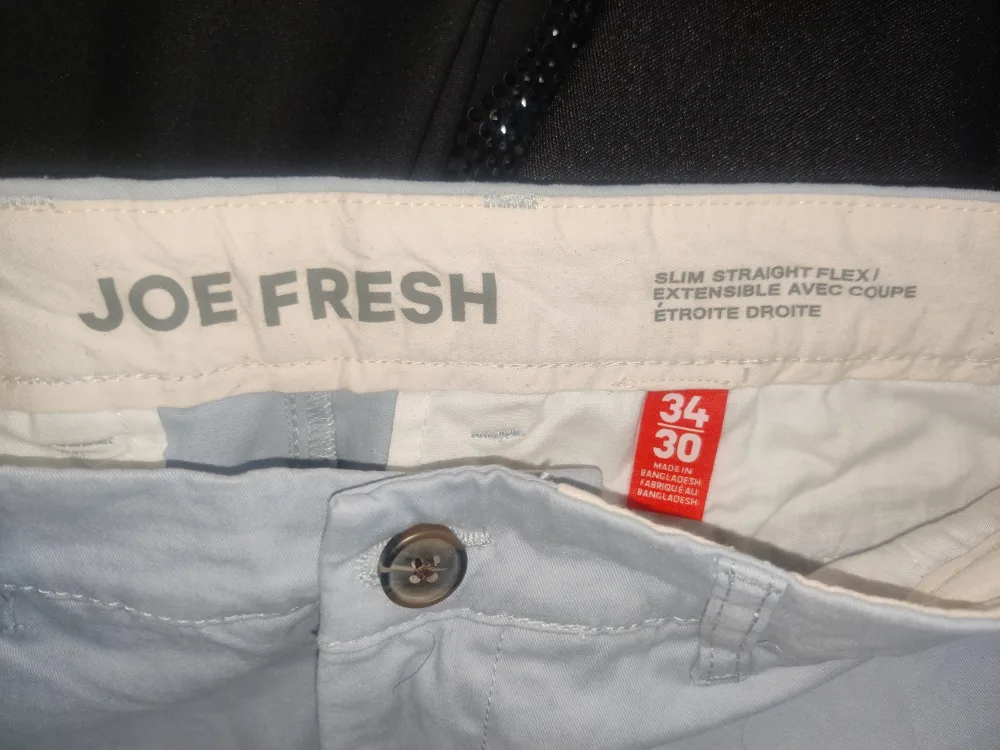 JOE FRESH
SLIM STRAIGHT FLEX /
EXTENSIBLE AVEC COUPE
ÉTROITE DROITE
34
30
MADE IN
BANGLADESH
FABRIQUÉ AU
BANGLADESH